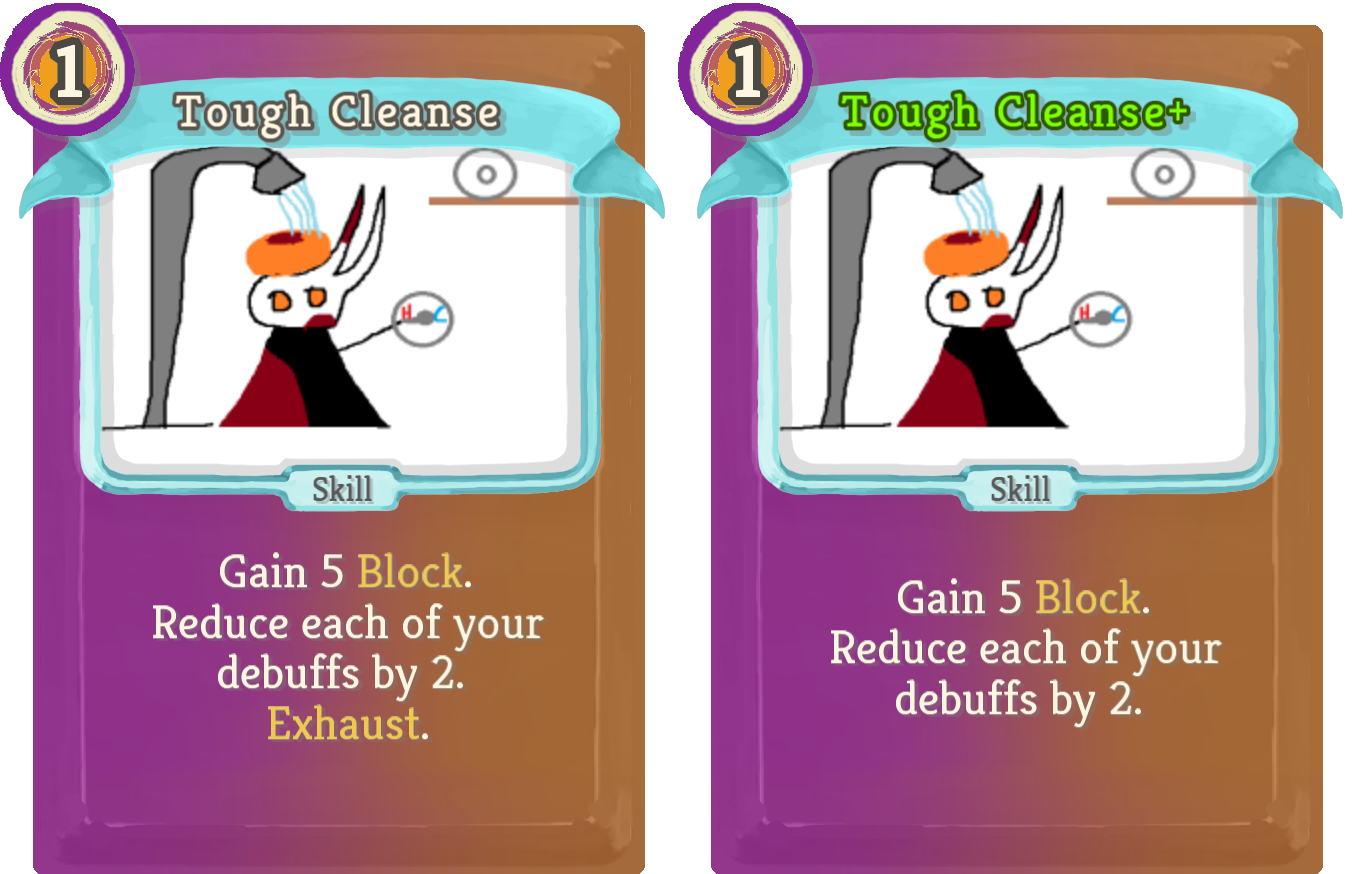 1
Tough Cleanse
H C
Skill
Gain 5 Block.
Reduce each of your
debuffs by 2.
Exhaust.
1
Tough Cleanse+
H C
Skill
Gain 5 Block.
Reduce each of your
debuffs by 2.